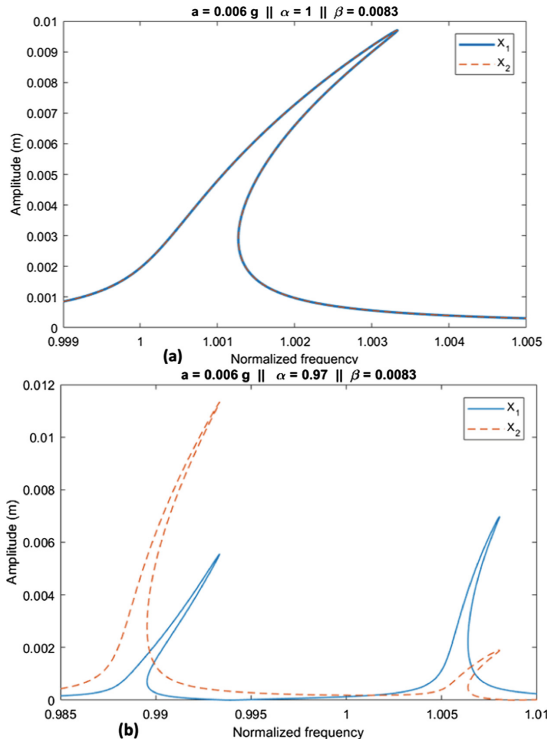 a = 0.006 g || α = 1 || β = 0.0083
0.01
0.009
0.008
0.007
0.006
0.005
0.004
0.003
0.002
0.001
0
Amplitude (m)
X1
X2
0.999
1
1.001
1.002
1.003
1.004
1.005
(a)
Normalized frequency
a = 0.006 g || α = 0.97 || β = 0.0083
0.012
0.01
0.008
0.006
0.004
0.002
0
Amplitude (m)
X1
X2
0.985
0.99
0.995
1
1.005
1.01
(b)
Normalized frequency